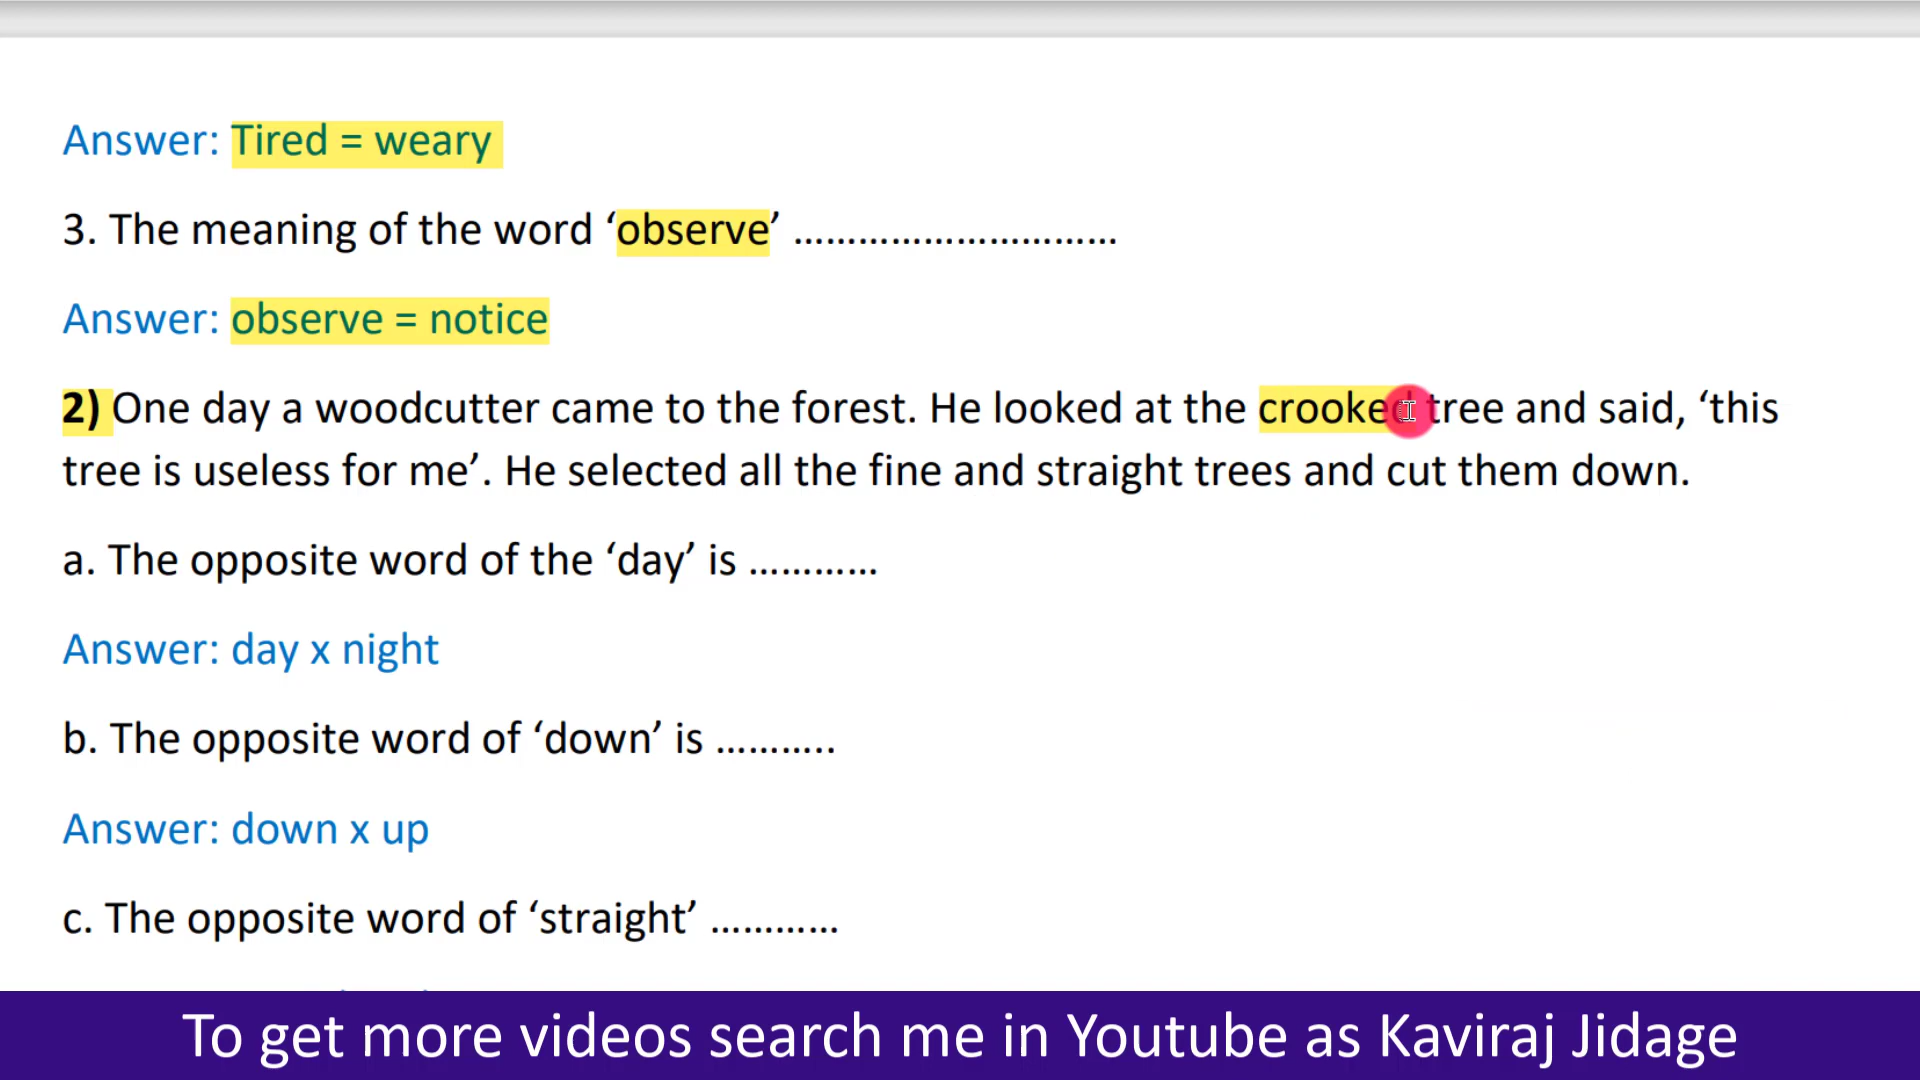 Answer: Tired = weary
3. The meaning of the word ‘observe’ …………………………
Answer: observe = notice
2) One day a woodcutter came to the forest. He looked at the crooked tree and said, ‘this
tree is useless for me’. He selected all the fine and straight trees and cut them down.
a. The opposite word of the ‘day’ is …………
Answer: day x night
b. The opposite word of ‘down’ is ………..
Answer: down x up
c. The opposite word of ‘straight’ …………
To get more videos search me in Youtube as Kaviraj Jidage